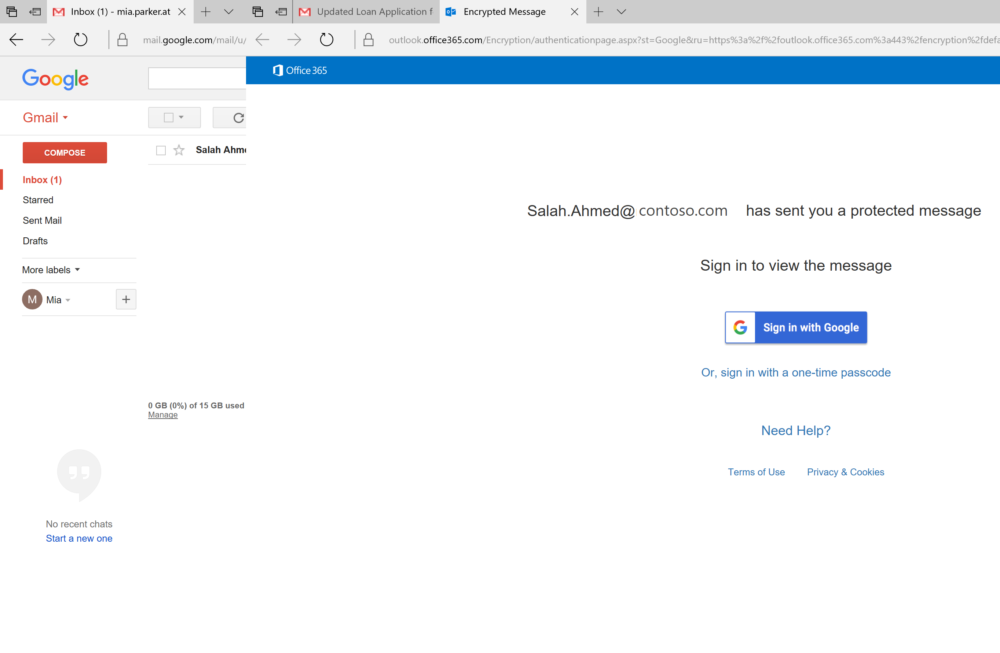 Inbox (1) - mia.parker.at
mail.google.com/mail/u/
Google
Gmail
COMPOSE
Inbox (1)
Starred
Sent Mail
Drafts
More labels
M Mia
Salah Ahme
0 GB (0%) of 15 GB used
Manage
No recent chats
Start a new one
Updated Loan Application f
Encrypted Message
outlook.office365.com/Encryption/authenticationpage.aspx?st=Google&ru=https%3a%2f%2foutlook.office365.com%3a443%2fencryption%2fdefa
Office 365
Salah.Ahmed@contoso.com has sent you a protected message
Sign in to view the message
G Sign in with Google
Or, sign in with a one-time passcode
Need Help?
Terms of Use Privacy & Cookies